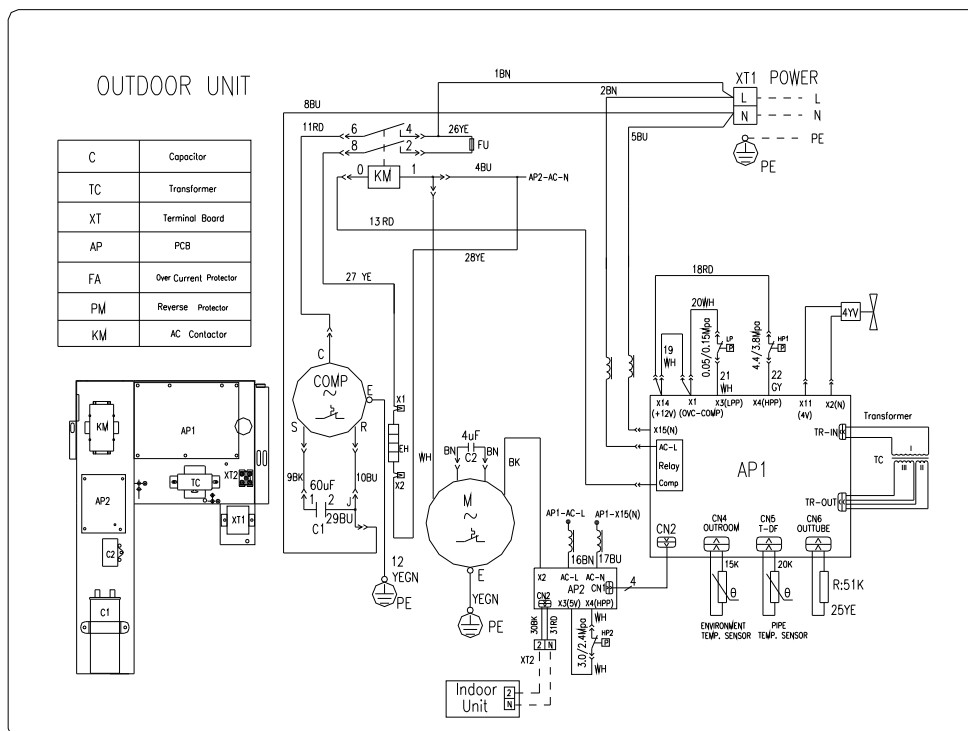 OUTDOOR UNIT
C Capacitor
TC Transformer
XT Terminal Board
AP PCB
FA Over Current Protector
PM Reverse Protector
KM AC Contactor
1BN
2BN
XT1 POWER
L L
N N
PE
PE
8BU
5BU
11RD
6 4
26YE
8 2
FU
0 KM 1
4BU
AP2-AC-N
13 RD
28YE
27 YE
C
COMP
~
E
S R
X1
EH
X2
WH
9BK
60uF
10BU
1 2
J
29BU
C1
12
YEGN
PE
4uF
BN C2 BN
BK
M
~
E
YEGN
PE
AP1-AC-L AP1-X15(N)
16BN 17BU
X2 AC-L AC-N
AP2 CN1
CN2
X3(5V) X4(HPP)
4
30BK
31RD
2 N
XT2
WH
3.0/2.4Mpa
HP2
P
WH
Indoor
Unit
2
N
18RD
20WH
19
WH
0.05/0.15Mpa
LP
P
4.4/3.8Mpa
HP1
P
21
WH
22
GY
4YV
X14 X1 X3(LPP) X4(HPP) X11 X2(N)
(+12V) (OVC-COMP) (4V)
X15(N)
AC-L
Relay
Comp
AP1
TR-IN
TR-OUT
Transformer
TC
I
III II
CN2
CN4
OUTROOM
CN5
T-DF
CN6
OUTTUBE
15K
θ
20K
θ
R:51K
25YE
ENVIRONMENT
TEMP. SENSOR
PIPE
TEMP. SENSOR
KM
AP1
TC
XT2
AP2
XT1
C2
C1